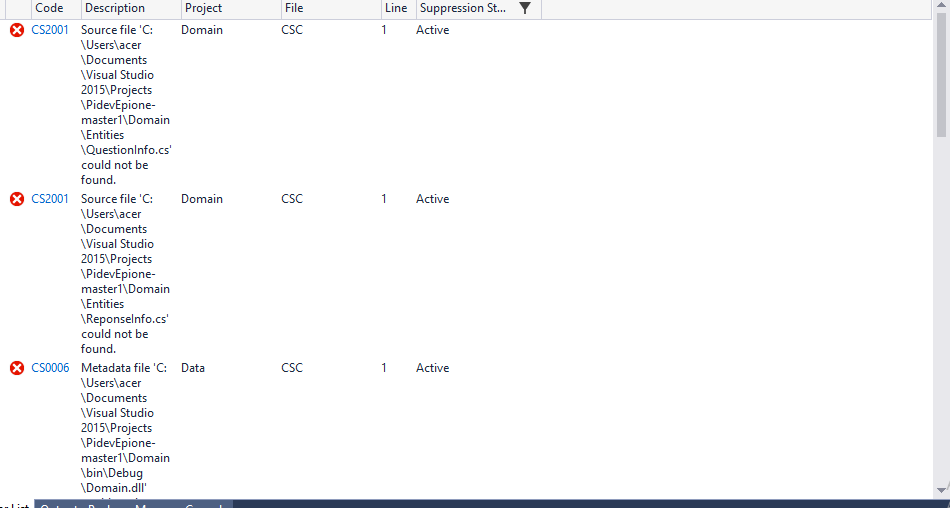 Code Description Project File Line Suppression St...
CS2001 Source file 'C: Domain CSC 1 Active
\Users\acer
\Documents
\Visual Studio
2015\Projects
\PidevEpione-
master1\Domain
\Entities
\QuestionInfo.cs'
could not be
found.
CS2001 Source file 'C: Domain CSC 1 Active
\Users\acer
\Documents
\Visual Studio
2015\Projects
\PidevEpione-
master1\Domain
\Entities
\ReponseInfo.cs'
could not be
found.
CS0006 Metadata file 'C: Data CSC 1 Active
\Users\acer
\Documents
\Visual Studio
2015\Projects
\PidevEpione-
master1\Domain
\bin\Debug
\Domain.dll'